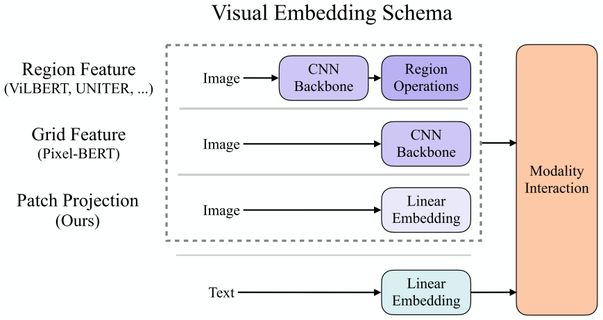 Visual Embedding Schema
Region Feature
(ViLBERT, UNITER, ...)
Image
CNN
Backbone
Region
Operations
Grid Feature
(Pixel-BERT)
Image
CNN
Backbone
Patch Projection
(Ours)
Image
Linear
Embedding
Text
Linear
Embedding
Modality
Interaction